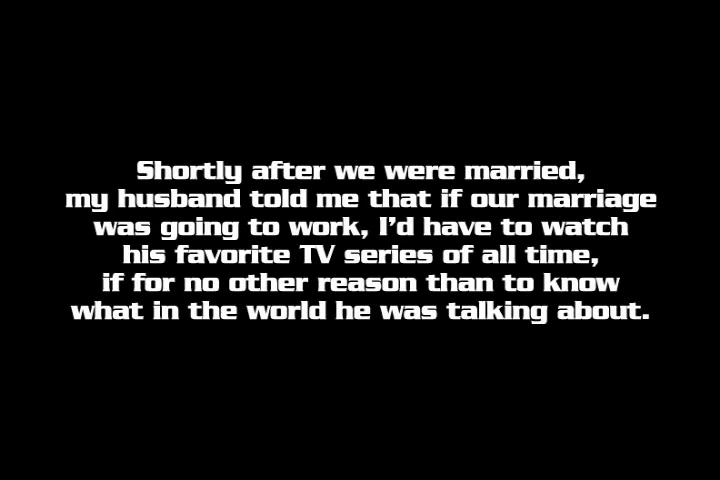 Shortly after we were married,
my husband told me that if our marriage
was going to work, I'd have to watch
his favorite TV series of all time,
if for no other reason than to know
what in the world he was talking about.